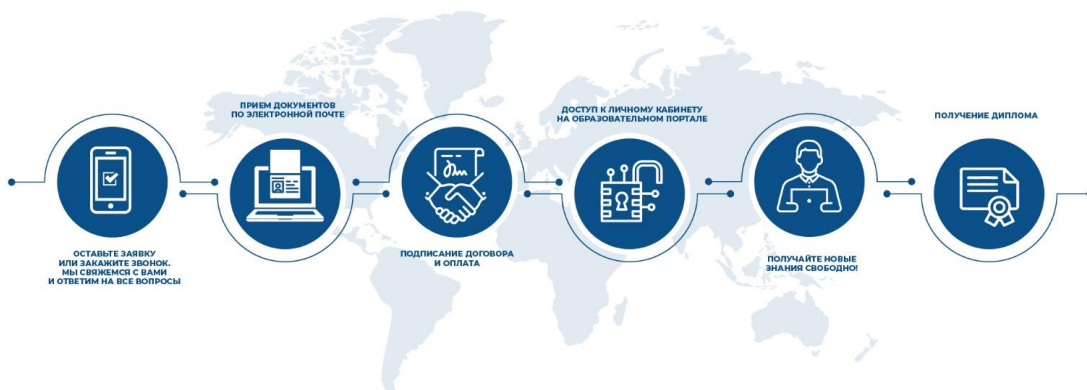 ОСТАВЬТЕ ЗАЯВКУ
ИЛИ ЗАКАЖИТЕ ЗВОНОК.
МЫ СВЯЖЕМСЯ С ВАМИ
И ОТВЕТИМ НА ВСЕ ВОПРОСЫ
ПРИЕМ ДОКУМЕНТОВ
ПО ЭЛЕКТРОННОЙ ПОЧТЕ
ПОДПИСАНИЕ ДОГОВОРА
И ОПЛАТА
ДОСТУП К ЛИЧНОМУ КАБИНЕТУ
НА ОБРАЗОВАТЕЛЬНОМ ПОРТАЛЕ
ПОЛУЧАЙТЕ НОВЫЕ
ЗНАНИЯ СВОБОДНО!
ПОЛУЧЕНИЕ ДИПЛОМА